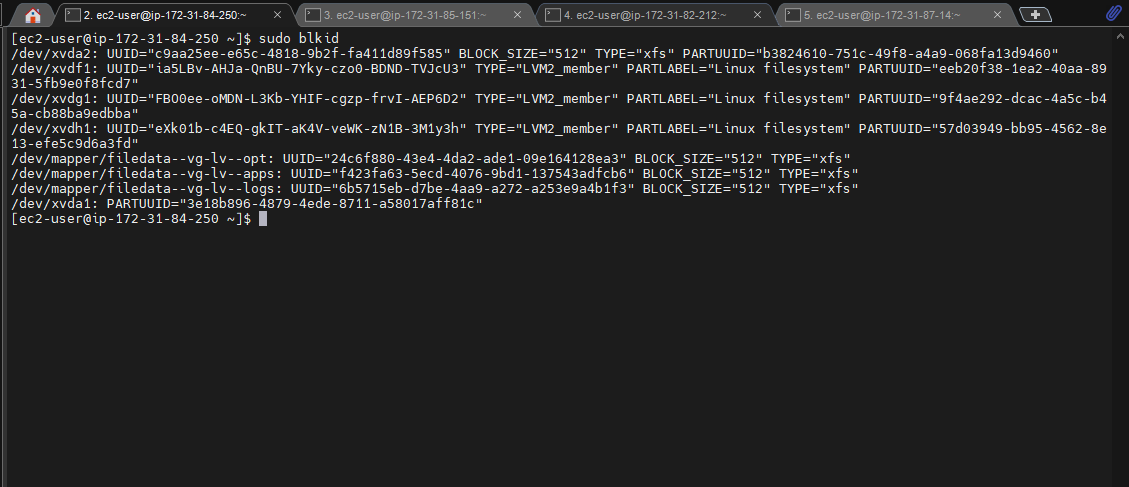 2. ec2-user@ip-172-31-84-250:~
3. ec2-user@ip-172-31-85-151:~
4. ec2-user@ip-172-31-82-212:~
5. ec2-user@ip-172-31-87-14:~
[ec2-user@ip-172-31-84-250 ~]$ sudo blkid
/dev/xvda2: UUID="c9aa25ee-e65c-4818-9b2f-fa411d89f585" BLOCK_SIZE="512" TYPE="xfs" PARTUUID="b3824610-751c-49f8-a4a9-068fa13d9460"
/dev/xvdf1: UUID="ia5LBv-AHJa-QnBU-7Yky-czo0-BDND-TVJcU3" TYPE="LVM2_member" PARTLABEL="Linux filesystem" PARTUUID="eeb20f38-1ea2-40aa-89
31-5fb9e0f8fcd7"
/dev/xvdg1: UUID="FBO0ee-oMDN-L3Kb-YHIF-cgzp-frvI-AEP6D2" TYPE="LVM2_member" PARTLABEL="Linux filesystem" PARTUUID="9f4ae292-dcac-4a5c-b4
5a-cb88ba9edbba"
/dev/xvdh1: UUID="eXk01b-c4EQ-gkIT-aK4V-veWK-zN1B-3M1y3h" TYPE="LVM2_member" PARTLABEL="Linux filesystem" PARTUUID="57d03949-bb95-4562-8e
13-efe5c9d6a3fd"
/dev/mapper/filedata--vg-lv--opt: UUID="24c6f880-43e4-4da2-ade1-09e164128ea3" BLOCK_SIZE="512" TYPE="xfs"
/dev/mapper/filedata--vg-lv--apps: UUID="f423fa63-5ecd-4076-9bd1-137543adfcb6" BLOCK_SIZE="512" TYPE="xfs"
/dev/mapper/filedata--vg-lv--logs: UUID="6b5715eb-d7be-4aa9-a272-a253e9a4b1f3" BLOCK_SIZE="512" TYPE="xfs"
/dev/xvda1: PARTUUID="3e18b896-4879-4ede-8711-a58017aff81c"
[ec2-user@ip-172-31-84-250 ~]$